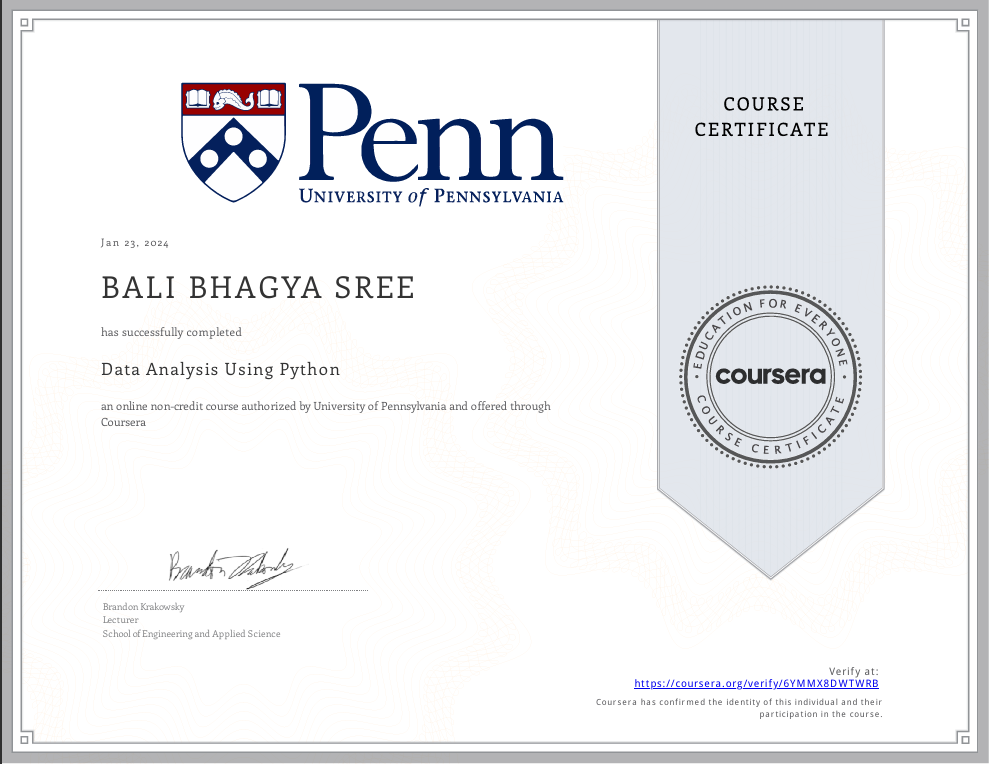 Penn
UNIVERSITY of PENNSYLVANIA
COURSE
CERTIFICATE
Jan 23, 2024
BALI BHAGYA SREE
has successfully completed
Data Analysis Using Python
an online non-credit course authorized by University of Pennsylvania and offered through
Coursera
EDUCATION FOR EVERYONE
coursera
COURSE CERTIFICATE
Brandon Krakowsky
Brandon Krakowsky
Lecturer
School of Engineering and Applied Science
Verify at:
https://coursera.org/verify/6YMMX8DWTWRB
Coursera has confirmed the identity of this individual and their
participation in the course.